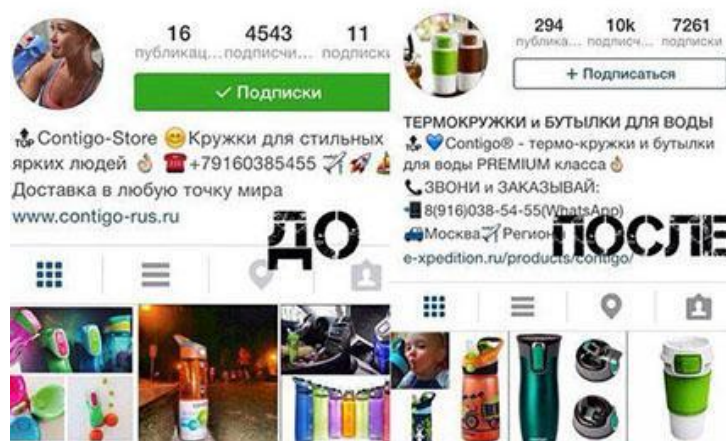 16 4543 11
публикац... подписчи... подписки
✓ Подписки
TOP Contigo-Store 😊Кружки для стильных
ярких людей 👌 ☎+79160385455 ✈🚀
Доставка в любую точку мира
www.contigo-rus.ru
ДО
294 10k 7261
публика... подписч... подписки
+ Подписаться
ТЕРМОКРУЖКИ и БУТЫЛКИ ДЛЯ ВОДЫ
TOP 💙Contigo® - термо-кружки и бутылки
для воды PREMIUM класса👌
📞ЗВОНИ и ЗАКАЗЫВАЙ:
📲8(916)038-54-55(WhatsApp)
🚙Москва✈Регион
e-xpedition.ru/products/contigo/
ПОСЛЕ